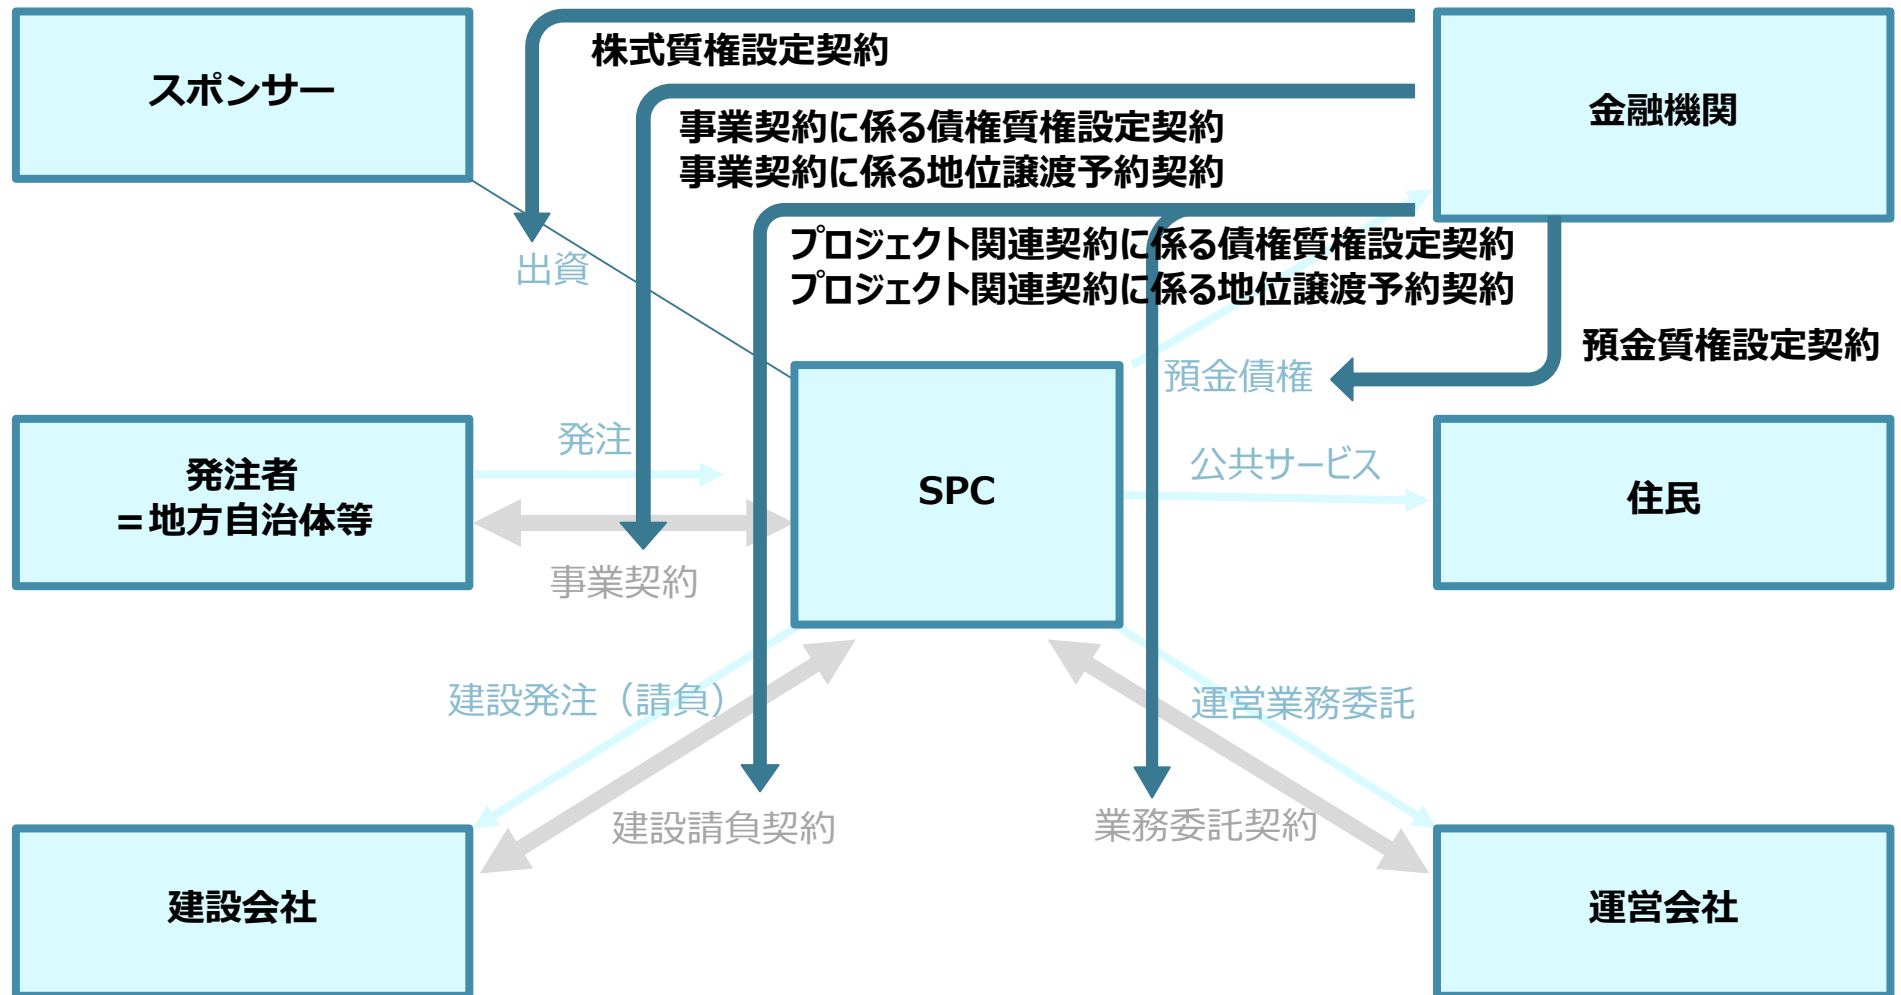 株式質権設定契約
スポンサー
金融機関
事業契約に係る債権質権設定契約
事業契約に係る地位譲渡予約契約
プロジェクト関連契約に係る債権質権設定契約
プロジェクト関連契約に係る地位譲渡予約契約
出資
預金質権設定契約
預金債権
発注
公共サービス
発注者
=地方自治体等
SPC
住民
事業契約
建設発注（請負）
運営業務委託
建設請負契約
業務委託契約
建設会社
運営会社